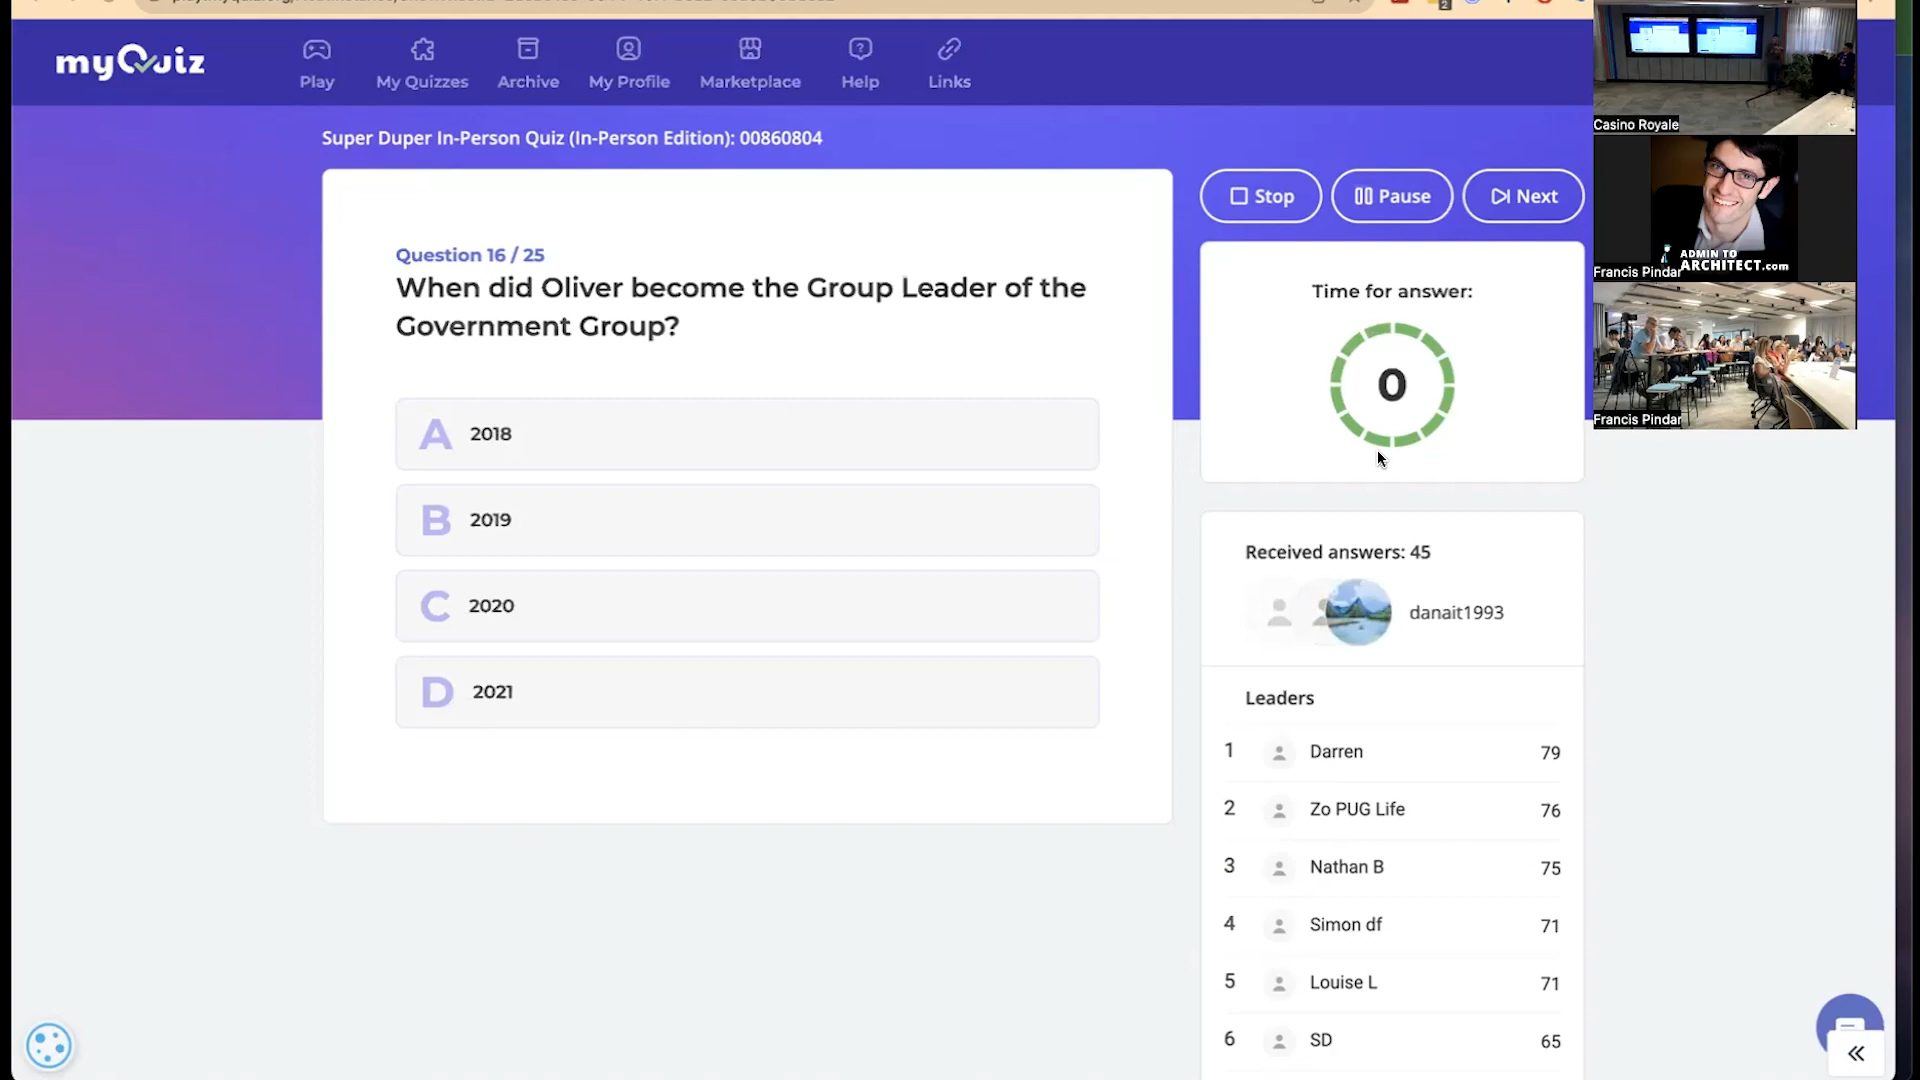 myQuiz
Play
My Quizzes
Archive
My Profile
Marketplace
Help
Links
2
Super Duper In-Person Quiz (In-Person Edition): 00860804
Stop
Pause
Next
Question 16 / 25
When did Oliver become the Group Leader of the
Government Group?
A 2018
B 2019
C 2020
D 2021
Time for answer:
0
Received answers: 45
danait1993
Leaders
1 Darren 79
2 Zo PUG Life 76
3 Nathan B 75
4 Simon df 71
5 Louise L 71
6 SD 65
Casino Royale
ADMIN TO
ARCHITECT.com
Francis Pindar
Francis Pindar